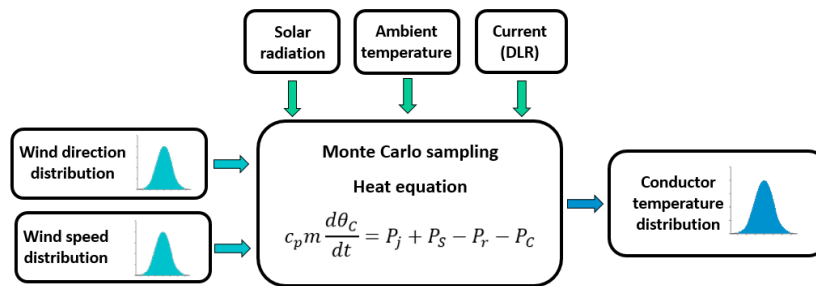 Solar
radiation
Ambient
temperature
Current
(DLR)
Wind direction
distribution
Wind speed
distribution
Monte Carlo sampling
Heat equation
c_p m dθ_C/dt = P_j + P_S − P_r − P_C
Conductor
temperature
distribution